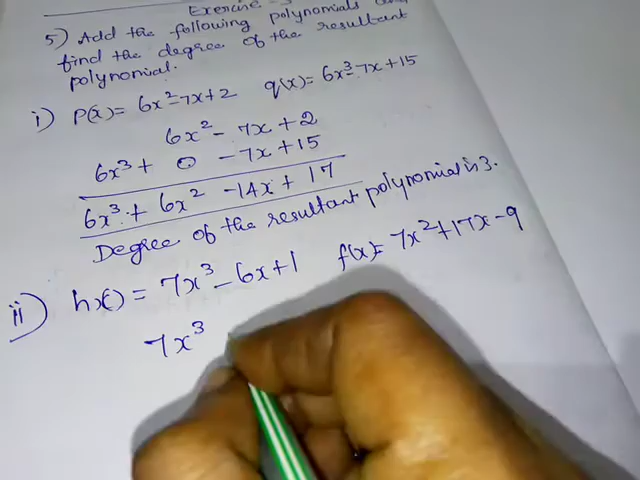 Exercise -3
5) Add the following polynomials and
find the degree of the resultant
polynomial.
i) P(x) = 6x²-7x+2 q(x) = 6x³-7x+15
6x² - 7x + 2
6x³ + 0 - 7x + 15
6x³ + 6x² - 14x + 17
Degree of the resultant polynomial is 3.
ii) hx() = 7x³ - 6x+1 f(x) = 7x²+17x-9
7x³